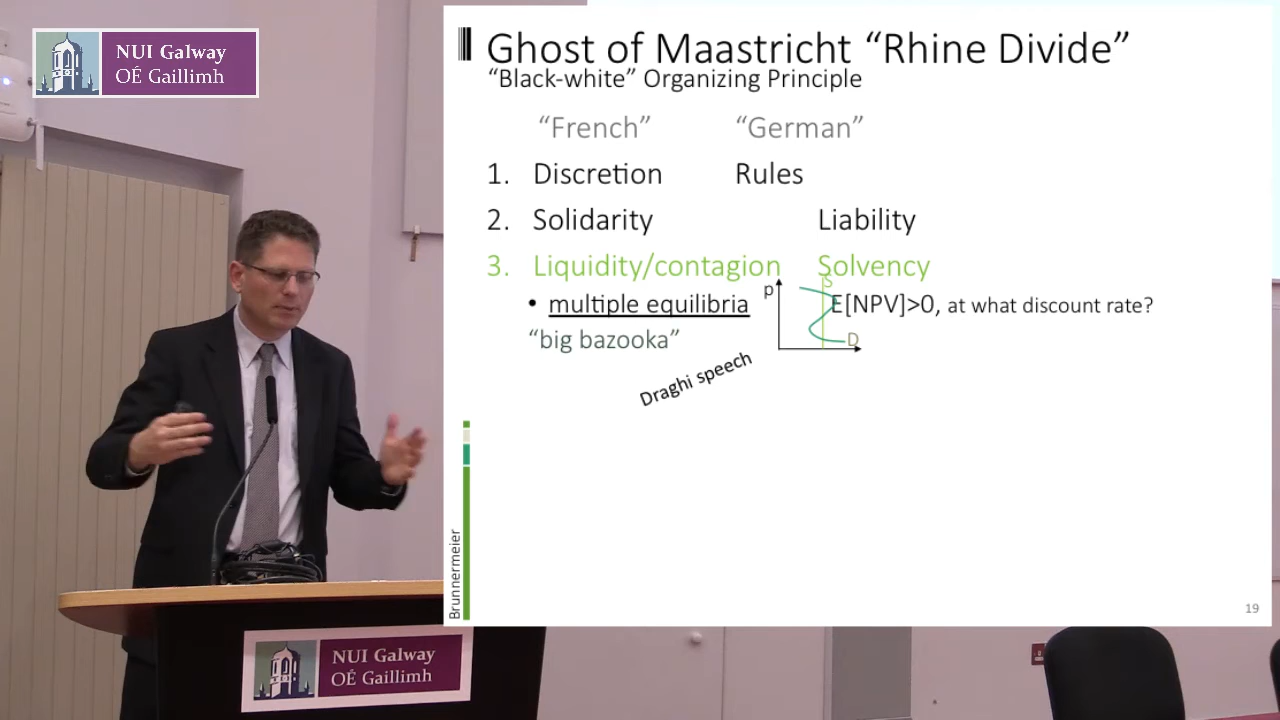 NUI Galway
OÉ Gaillimh
Ghost of Maastricht “Rhine Divide”
“Black-white” Organizing Principle
“French” “German”
1. Discretion Rules
2. Solidarity Liability
3. Liquidity/contagion Solvency
• multiple equilibria
p
S
D
E[NPV]>0, at what discount rate?
“big bazooka”
Draghi speech
Brunnermeier
19
NUI Galway
OÉ Gaillimh